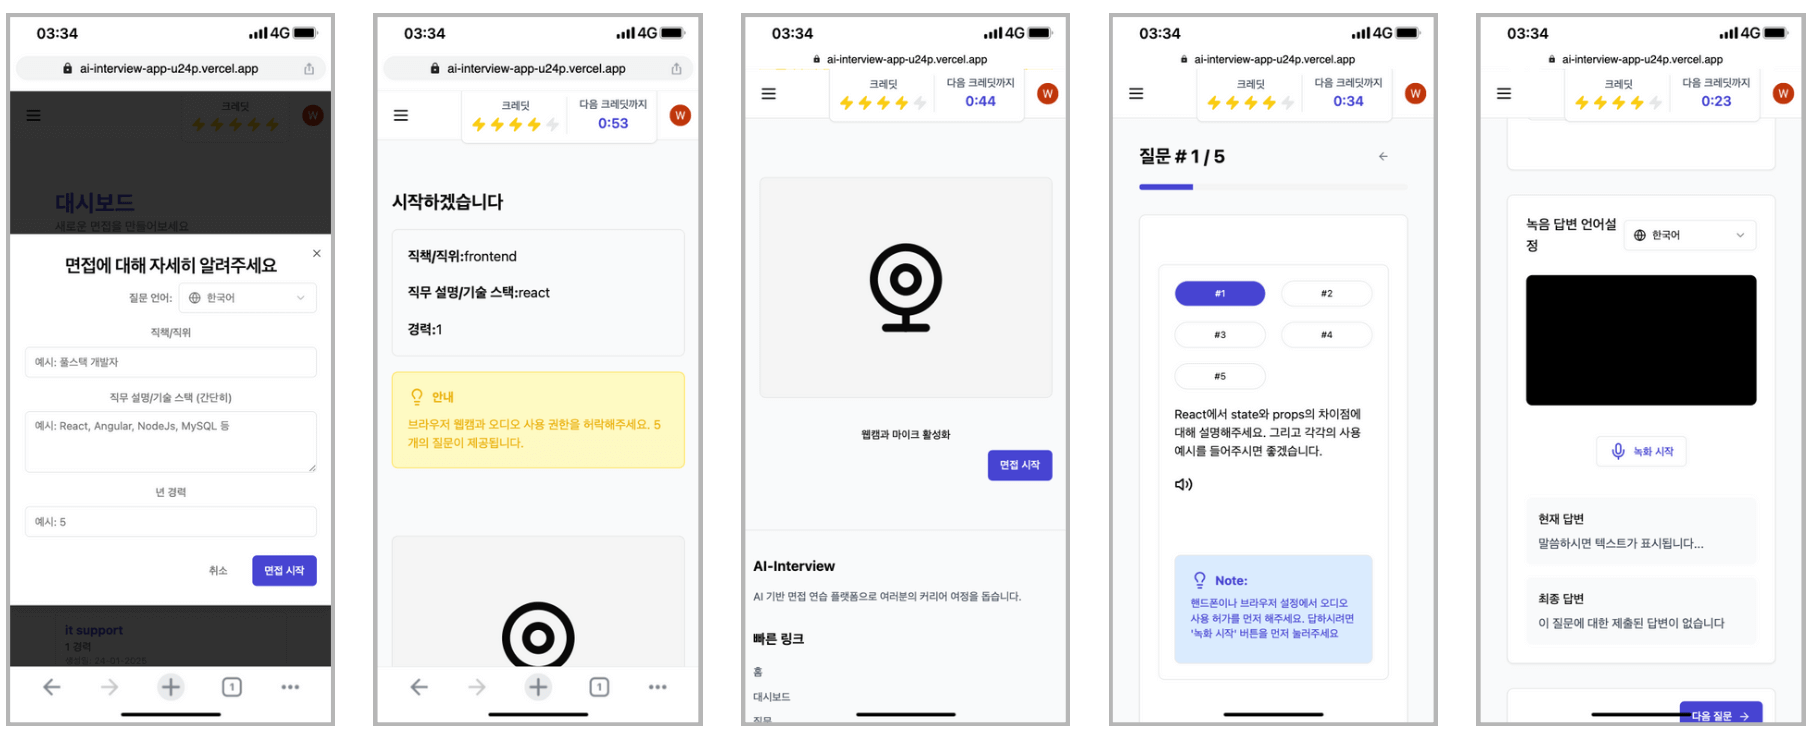 03:34
4G
ai-interview-app-u24p.vercel.app
크레딧
W
대시보드
새로운 면접을 만들어보세요
면접에 대해 자세히 알려주세요
질문 언어:
한국어
직책/직위
예시: 풀스택 개발자
직무 설명/기술 스택 (간단히)
예시: React, Angular, NodeJs, MySQL 등
년 경력
예시: 5
취소
면접 시작
it support
1 경력
생성일: 24-01-2025
1
03:34
4G
ai-interview-app-u24p.vercel.app
크레딧
다음 크레딧까지
0:53
W
시작하겠습니다
직책/직위:frontend
직무 설명/기술 스택:react
경력:1
안내
브라우저 웹캠과 오디오 사용 권한을 허락해주세요. 5
개의 질문이 제공됩니다.
1
03:34
4G
ai-interview-app-u24p.vercel.app
크레딧
다음 크레딧까지
0:44
W
웹캠과 마이크 활성화
면접 시작
AI-Interview
AI 기반 면접 연습 플랫폼으로 여러분의 커리어 여정을 돕습니다.
빠른 링크
홈
대시보드
질문
03:34
4G
ai-interview-app-u24p.vercel.app
크레딧
다음 크레딧까지
0:34
W
질문 # 1 / 5
#1
#2
#3
#4
#5
React에서 state와 props의 차이점에
대해 설명해주세요. 그리고 각각의 사용
예시를 들어주시면 좋겠습니다.
Note:
핸드폰이나 브라우저 설정에서 오디오
사용 허가를 먼저 해주세요. 답하시려면
'녹화 시작' 버튼을 먼저 눌러주세요
03:34
4G
ai-interview-app-u24p.vercel.app
크레딧
다음 크레딧까지
0:23
W
녹음 답변 언어설
정
한국어
녹화 시작
현재 답변
말씀하시면 텍스트가 표시됩니다...
최종 답변
이 질문에 대한 제출된 답변이 없습니다
다음 질문